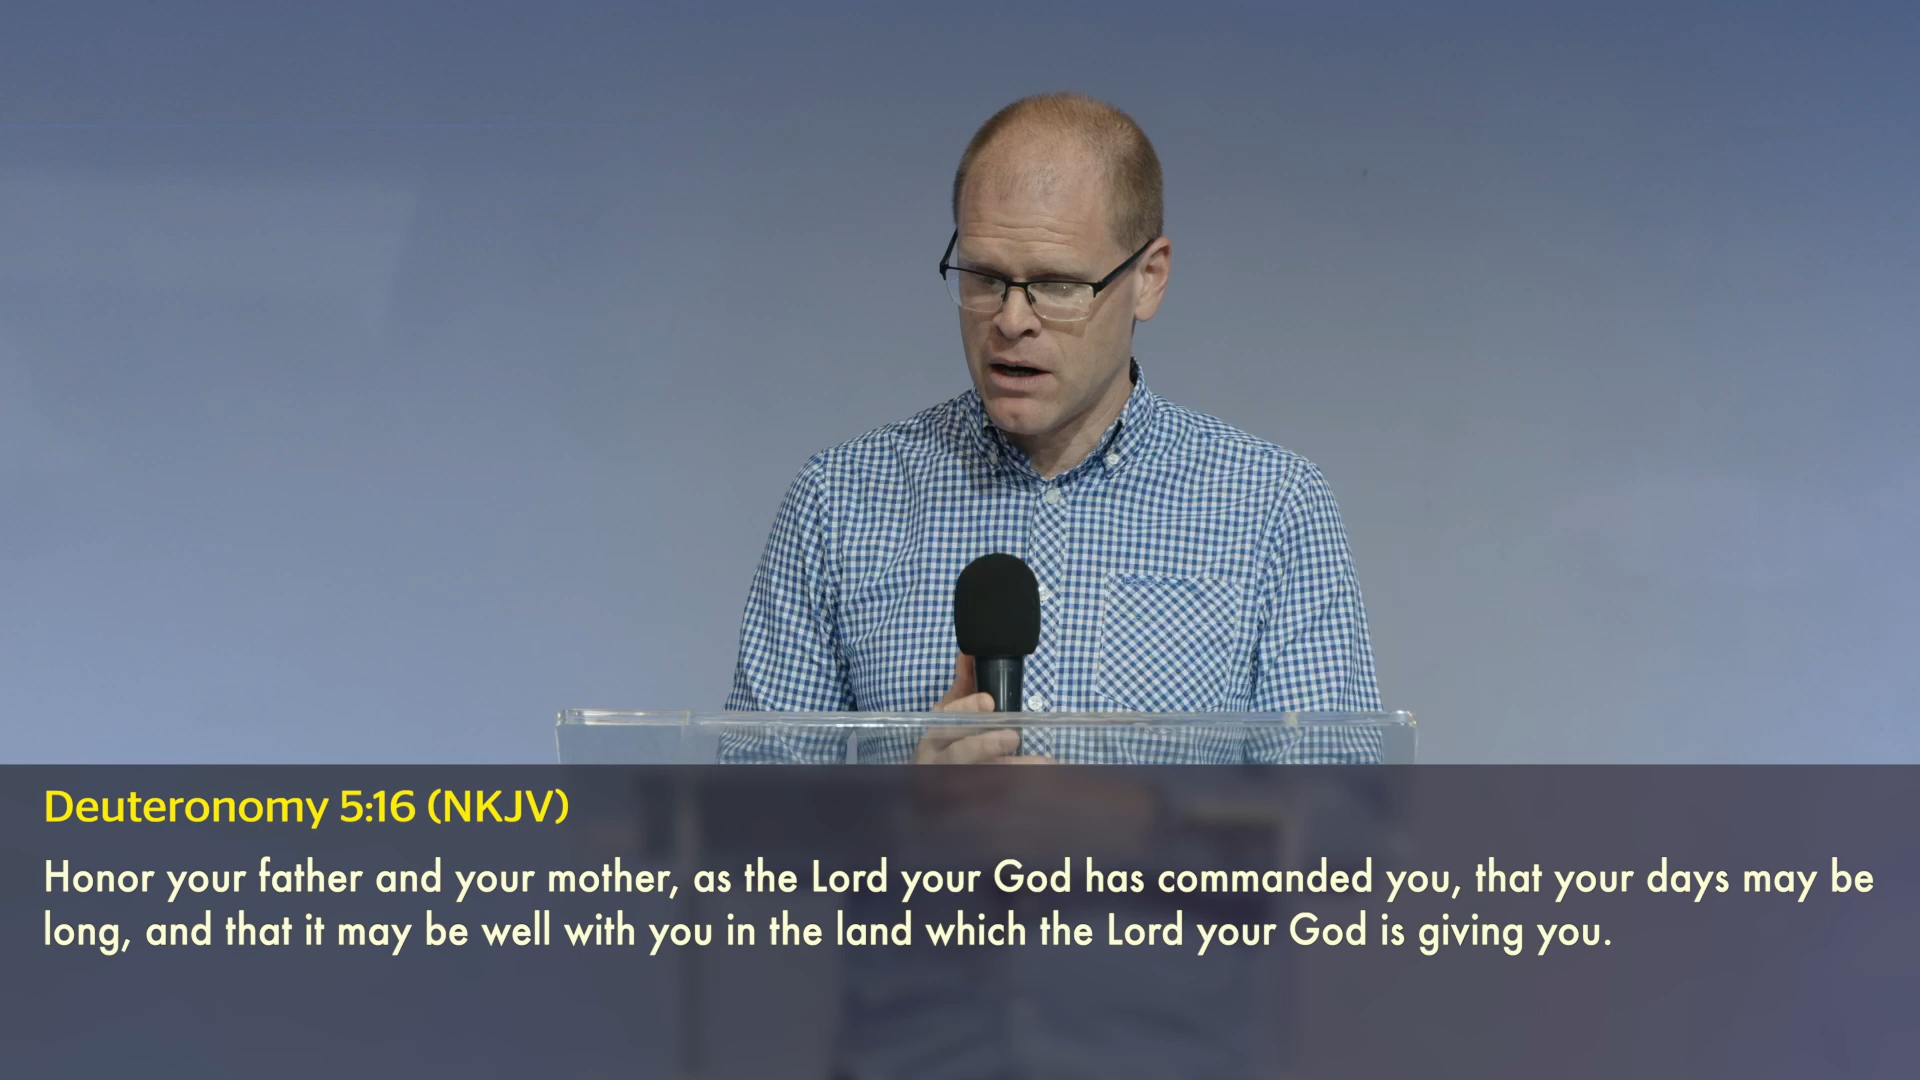 Deuteronomy 5:16 (NKJV)
Honor your father and your mother, as the Lord your God has commanded you, that your days may be
long, and that it may be well with you in the land which the Lord your God is giving you.